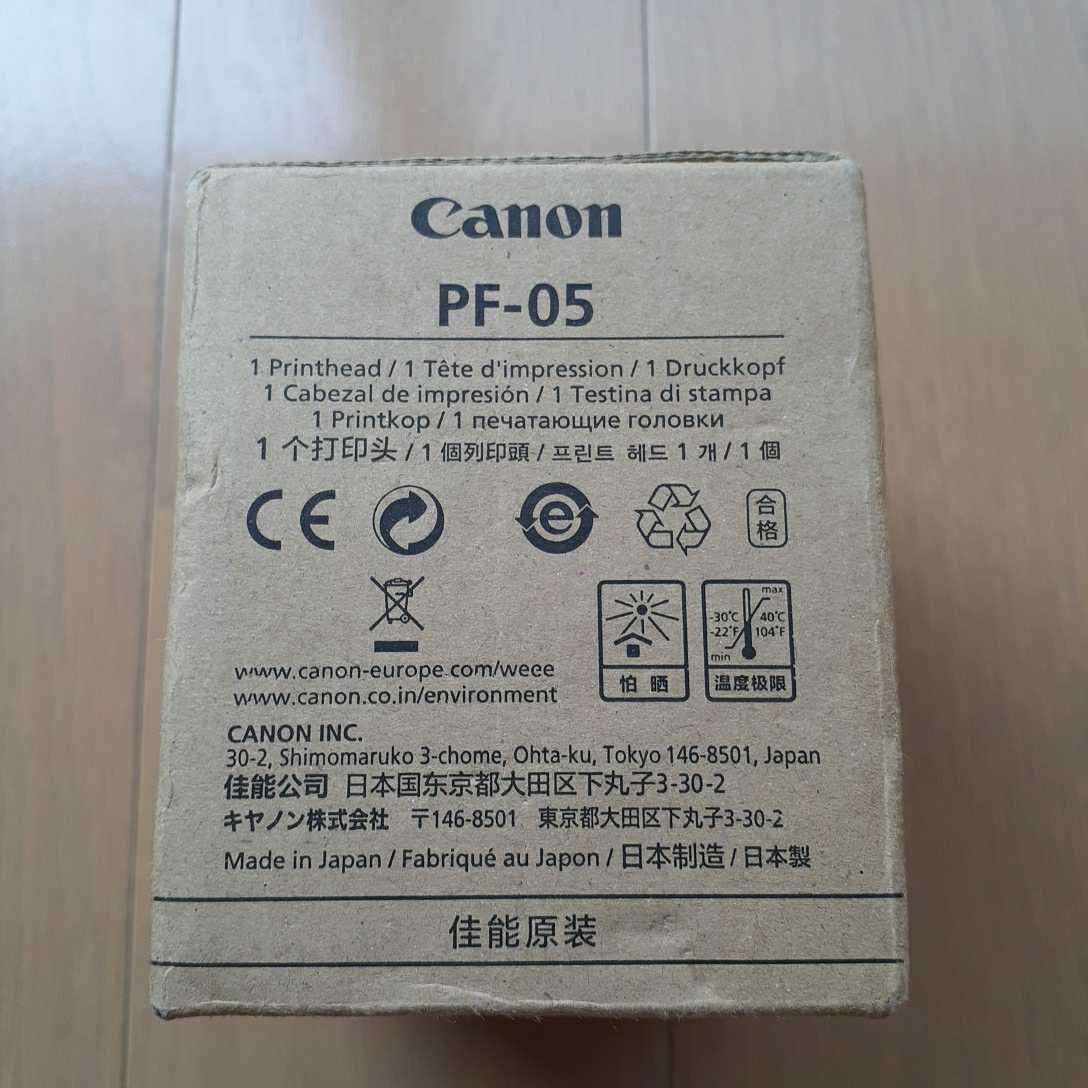 Canon
PF-05
1 Printhead / 1 Tête d'impression / 1 Druckkopf
1 Cabezal de impresión / 1 Testina di stampa
1 Printkop / 1 печатающие головки
1 个打印头 / 1 個列印頭 / 프린트 헤드 1 개 / 1 個
CE
e
合格
max
-30°C 40°C
-22°F 104°F
min
怕 晒
温度极限
www.canon-europe.com/weee
www.canon.co.in/environment
CANON INC.
30-2, Shimomaruko 3-chome, Ohta-ku, Tokyo 146-8501, Japan
佳能公司 日本国东京都大田区下丸子3-30-2
キヤノン株式会社 〒146-8501 東京都大田区下丸子3-30-2
Made in Japan / Fabriqué au Japon / 日本制造 / 日本製
佳能原装